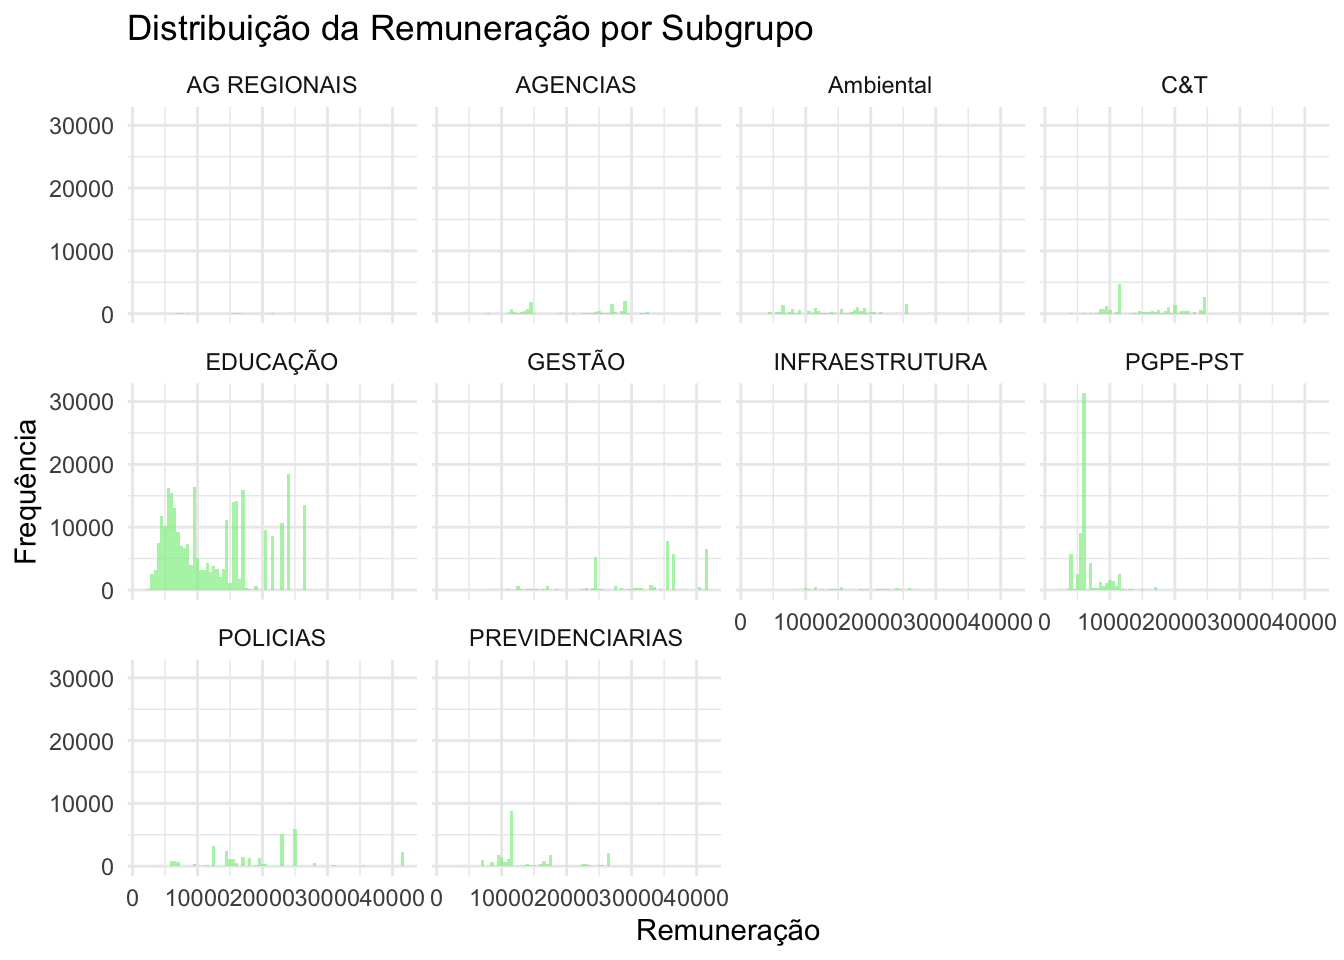 Distribuição da Remuneração por Subgrupo
AG REGIONAIS AGENCIAS Ambiental C&T
30000
20000
10000
0
EDUCAÇÃO GESTÃO INFRAESTRUTURA PGPE-PST
30000
20000
10000
0
Frequência
0 10000 20000 30000 40000 0 10000 20000 30000 40000
POLICIAS PREVIDENCIARIAS
30000
20000
10000
0
0 10000 20000 30000 40000 0 10000 20000 30000 40000
Remuneração